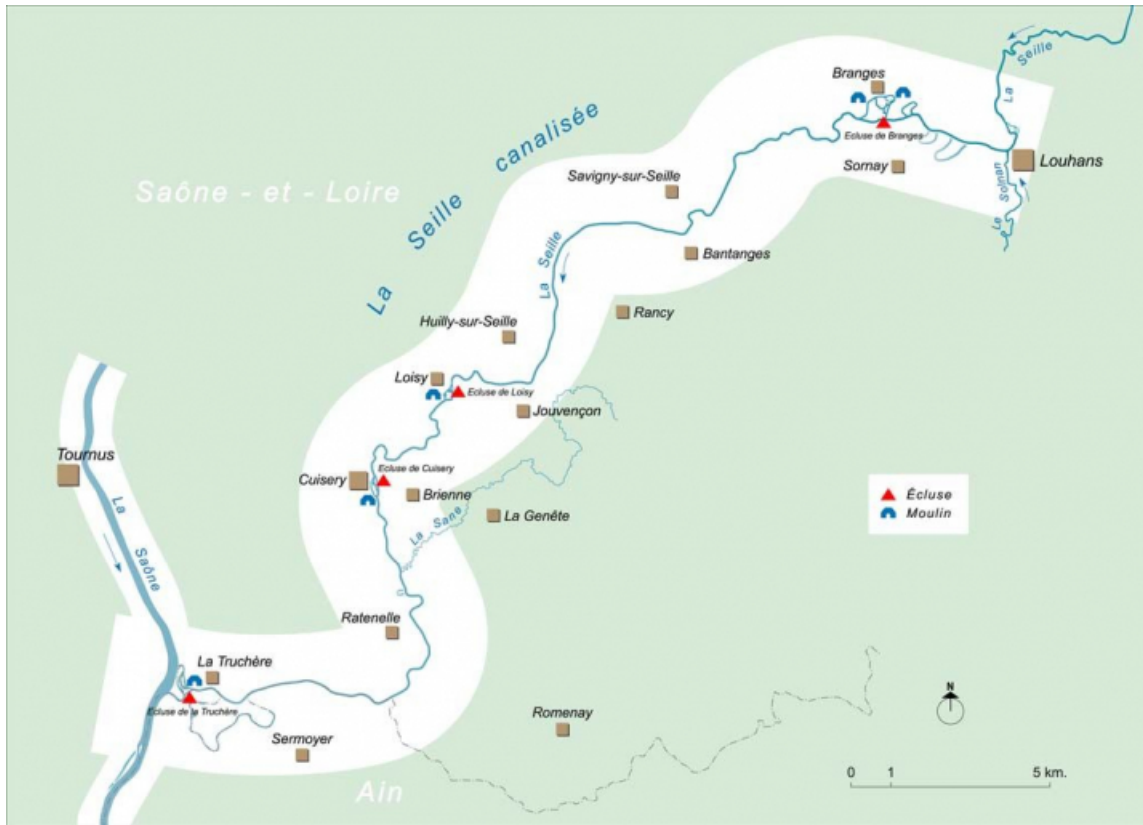 La Seille
Branges
Ecluse de Branges
Louhans
Sornay
Le Solnan
Saône - et - Loire
La Seille canalisée
Savigny-sur-Seille
Bantanges
La Seille
Rancy
Huilly-sur-Seille
Loisy
Ecluse de Loisy
Jouvençon
Tournus
Cuisery
Ecluse de Cuisery
Brienne
La Genête
La Sane
La Saône
Écluse
Moulin
Ratenelle
La Truchère
Ecluse de la Truchère
Sermoyer
Romenay
Ain
N
0 1 5 km.